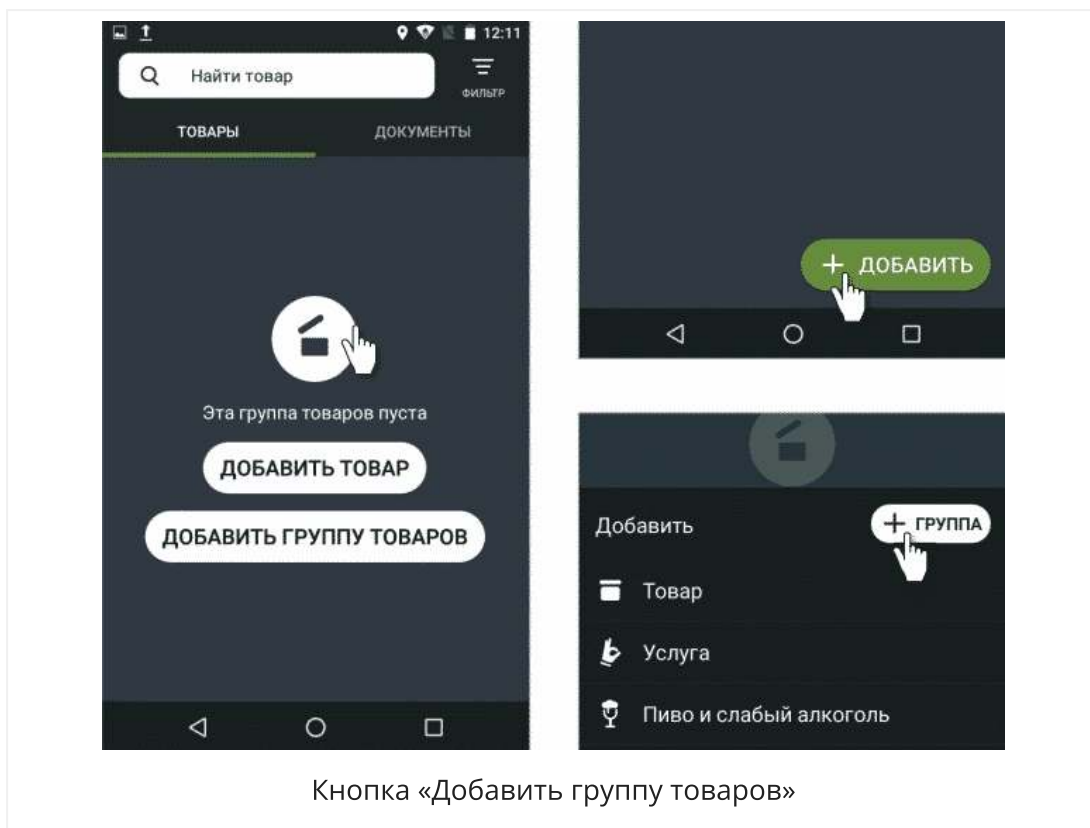 12:11
Найти товар
ФИЛЬТР
ТОВАРЫ
ДОКУМЕНТЫ
Эта группа товаров пуста
ДОБАВИТЬ ТОВАР
ДОБАВИТЬ ГРУППУ ТОВАРОВ
+ ДОБАВИТЬ
Добавить
+ ГРУППА
Товар
Услуга
Пиво и слабый алкоголь
Кнопка «Добавить группу товаров»